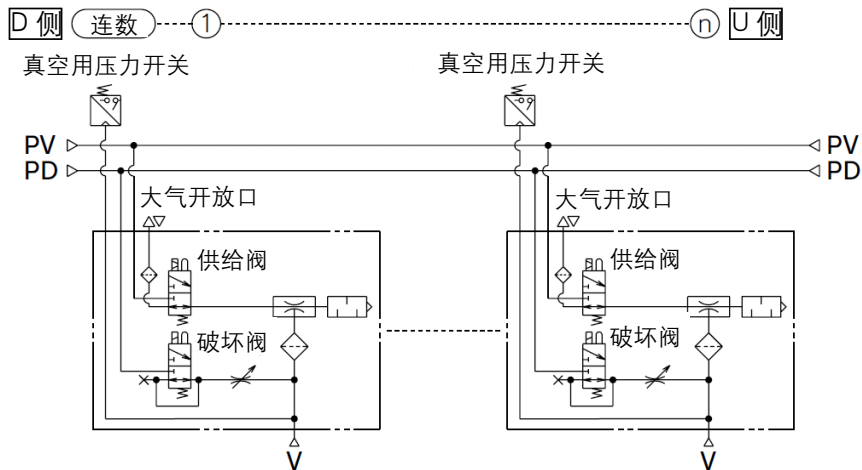 D 侧 连数 1 n U 侧
真空用压力开关 真空用压力开关
PV PV
PD PD
大气开放口 大气开放口
供给阀 供给阀
破坏阀 破坏阀
V V